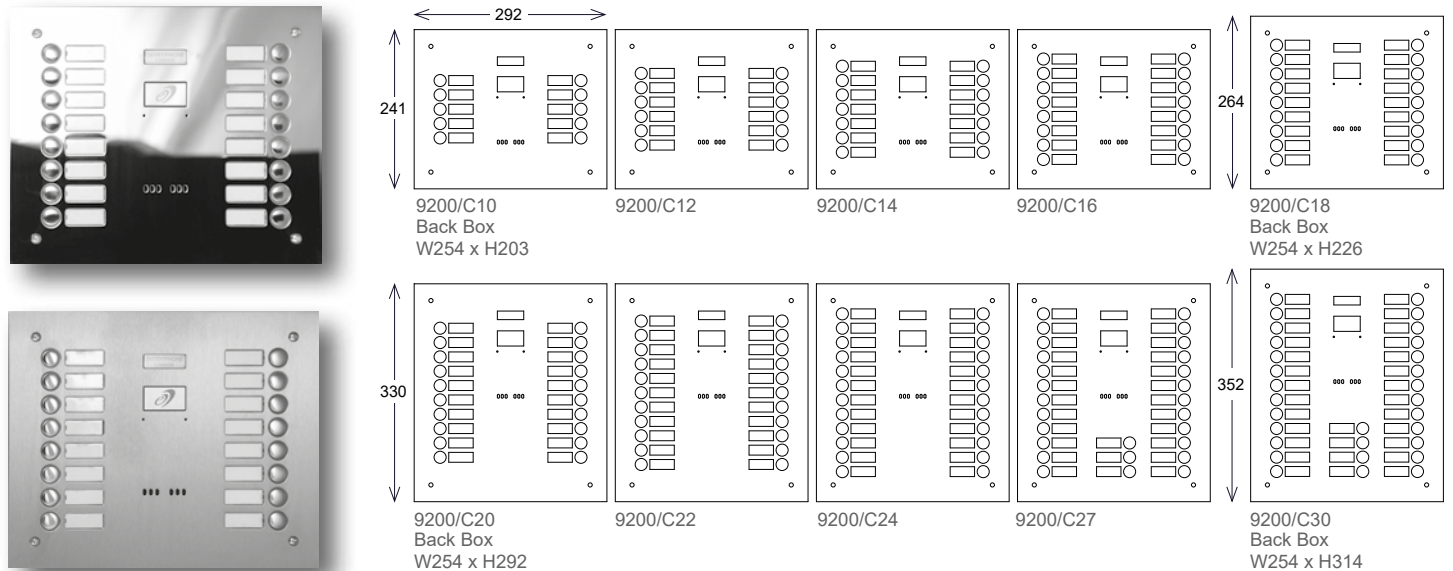 292
241
264
9200/C10
Back Box
W254 x H203
9200/C12
9200/C14
9200/C16
9200/C18
Back Box
W254 x H226
330
352
9200/C20
Back Box
W254 x H292
9200/C22
9200/C24
9200/C27
9200/C30
Back Box
W254 x H314